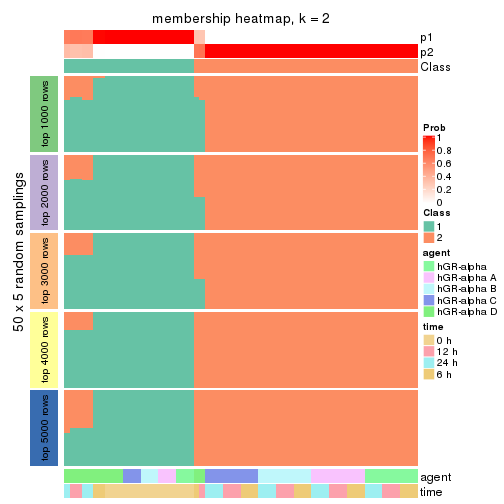 membership heatmap, k = 2
p1
p2
Class
50 x 5 random samplings
top 1000 rows
top 2000 rows
top 3000 rows
top 4000 rows
top 5000 rows
agent
time
Prob
1
0.8
0.6
0.4
0.2
0
Class
1
2
agent
hGR-alpha
hGR-alpha A
hGR-alpha B
hGR-alpha C
hGR-alpha D
time
0 h
12 h
24 h
6 h